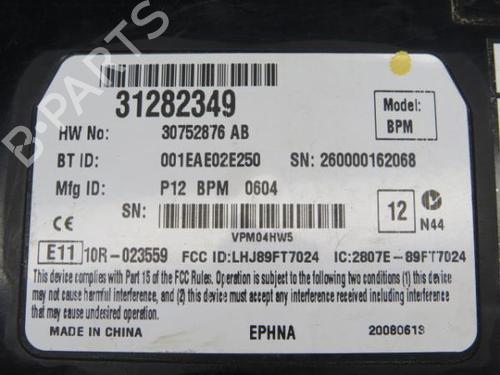 B-PARTS
31282349
Model:
BPM
HW No: 30752876 AB
BT ID: 001EAE02E250 SN: 260000162068
Mfg ID: P12 BPM 0604
SN:
VPM04HW5
12
N44
E11 10R-023559 FCC ID:LHJ89FT7024 IC:2807E-89FT7024
This device complies with Part 15 of the FCC Rules. Operation is subject to the following two conditions (1) this device
may not cause harmful interference, and (2) this device must accept any interference received including interference
that may cause undesired operation.
MADE IN CHINA EPHNA 20080613